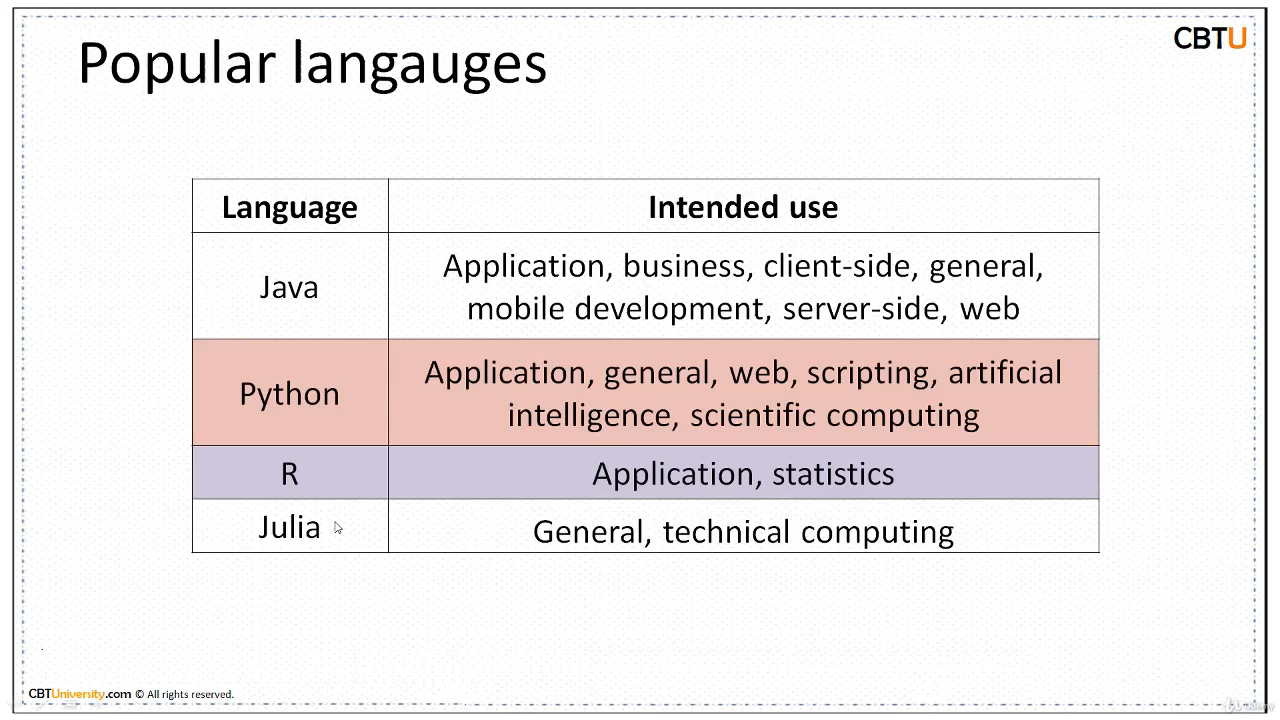 CBTU
Popular langauges
Language Intended use
Java
Application, business, client-side, general,
mobile development, server-side, web
Python
Application, general, web, scripting, artificial
intelligence, scientific computing
R Application, statistics
Julia General, technical computing
CBTUniversity.com © All rights reserved.